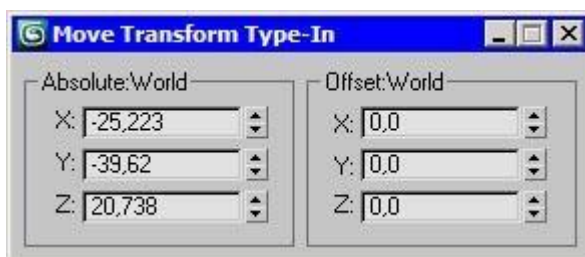 Move Transform Type-In
Absolute:World
Offset:World
X: -25,223
X: 0,0
Y: -39,62
Y: 0,0
Z: 20,738
Z: 0,0